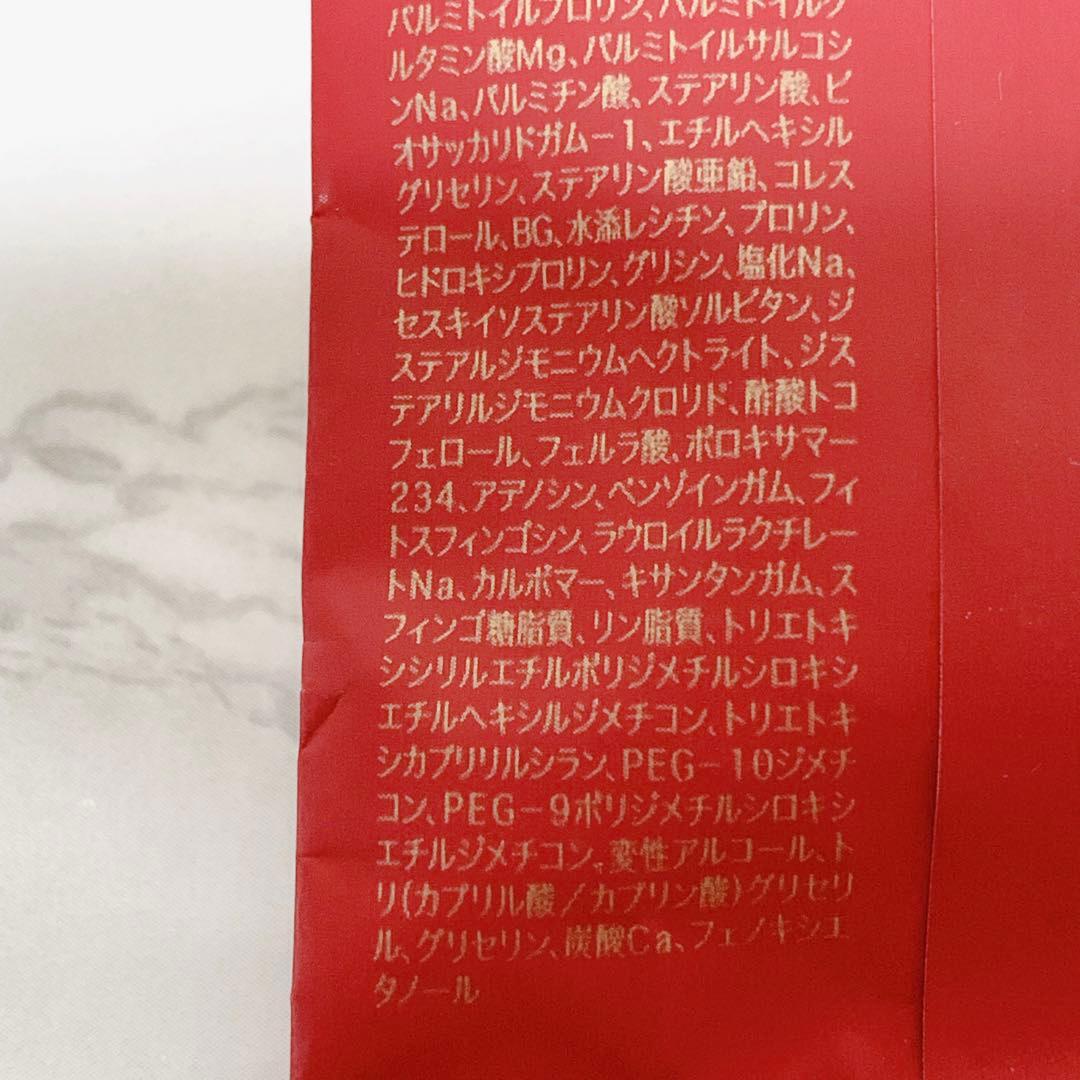 パルミトイルプロリン、パルミトイルグ
ルタミン酸Mg、パルミトイルサルコシ
ンNa、パルミチン酸、ステアリン酸、ビ
オサッカリドガムー1、エチルヘキシル
グリセリン、ステアリン酸亜鉛、コレス
テロール、BG、水添レシチン、プロリン、
ヒドロキシプロリン、グリシン、塩化Na、
セスキイソステアリン酸ソルビタン、ジ
ステアルジモニウムヘクトライト、ジス
テアリルジモニウムクロリド、酢酸トコ
フェロール、フェルラ酸、ポロキサマー
234、アデノシン、ベンゾインガム、フィ
トスフィンゴシン、ラウロイルラクチレー
トNa、カルボマー、キサンタンガム、ス
フィンゴ糖脂質、リン脂質、トリエトキ
シシリルエチルポリジメチルシロキシ
エチルヘキシルジメチコン、トリエトキ
シカプリリルシラン、PEG－10ジメチ
コン、PEG－9ポリジメチルシロキシ
エチルジメチコン、変性アルコール、ト
リ(カプリル酸/カプリン酸)グリセリ
ル、グリセリン、炭酸Ca、フェノキシエ
タノール